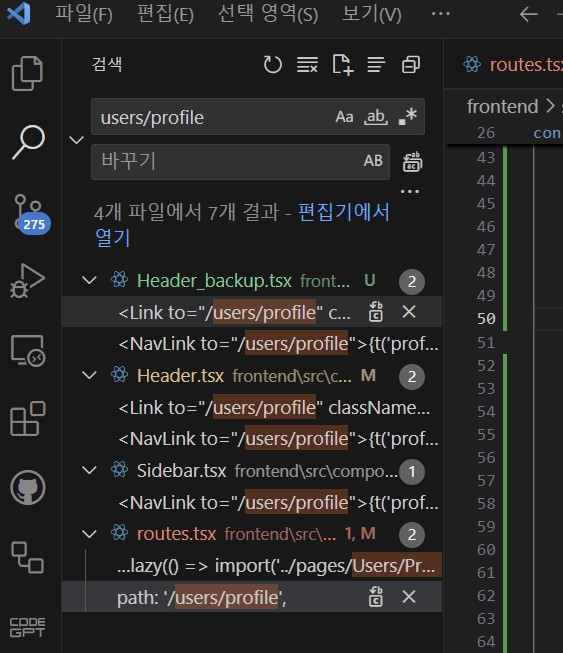 파일(F) 편집(E) 선택 영역(S) 보기(V) ···
검색
routes.tsx
users/profile Aa ab .*
frontend >
바꾸기 AB
26 con
43
44
45
46
47
48
49
50
51
52
53
54
55
56
57
58
59
60
61
62
63
64
4개 파일에서 7개 결과 - 편집기에서
열기
275
Header_backup.tsx front... U 2
<Link to="/users/profile" c...
<NavLink to="/users/profile">{t('prof...
Header.tsx frontend\src\c... M 2
<Link to="/users/profile" className...
<NavLink to="/users/profile">{t('prof...
Sidebar.tsx frontend\src\compo... 1
<NavLink to="/users/profile">{t('prof...
routes.tsx frontend\src\... 1, M 2
...lazy(() => import('../pages/Users/Pr...
path: '/users/profile',
CODE
GPT